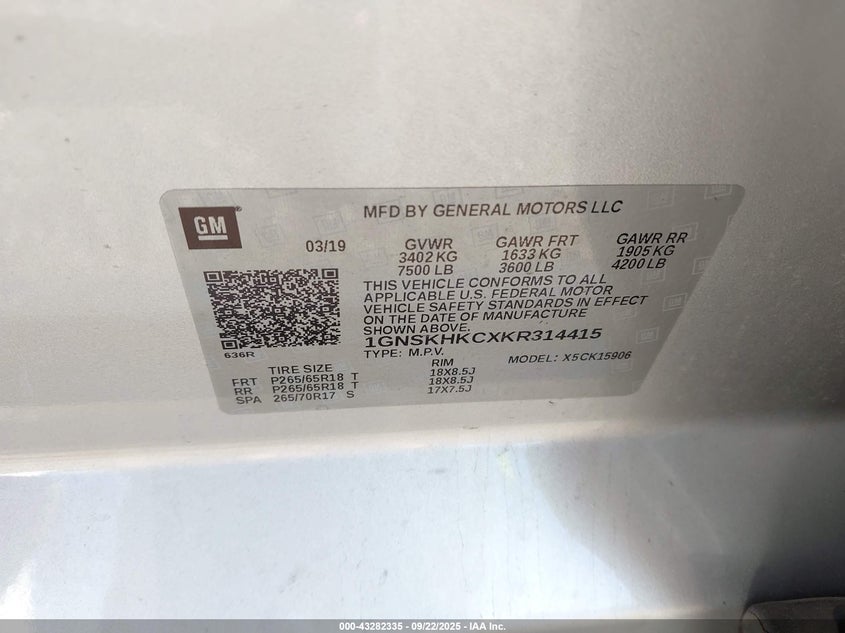 GM®
MFD BY GENERAL MOTORS LLC
03/19 GVWR GAWR FRT GAWR RR
3402 KG 1633 KG 1905 KG
7500 LB 3600 LB 4200 LB
THIS VEHICLE CONFORMS TO ALL
APPLICABLE U.S. FEDERAL MOTOR
VEHICLE SAFETY STANDARDS IN EFFECT
ON THE DATE OF MANUFACTURE
SHOWN ABOVE.
1GNSKHKCXKR314415
636R TYPE: M.P.V. MODEL: X5CK15906
TIRE SIZE RIM
FRT P265/65R18 T 18X8.5J
RR P265/65R18 T 18X8.5J
SPA 265/70R17 S 17X7.5J
000-43282335 - 09/22/2025 - IAA Inc.